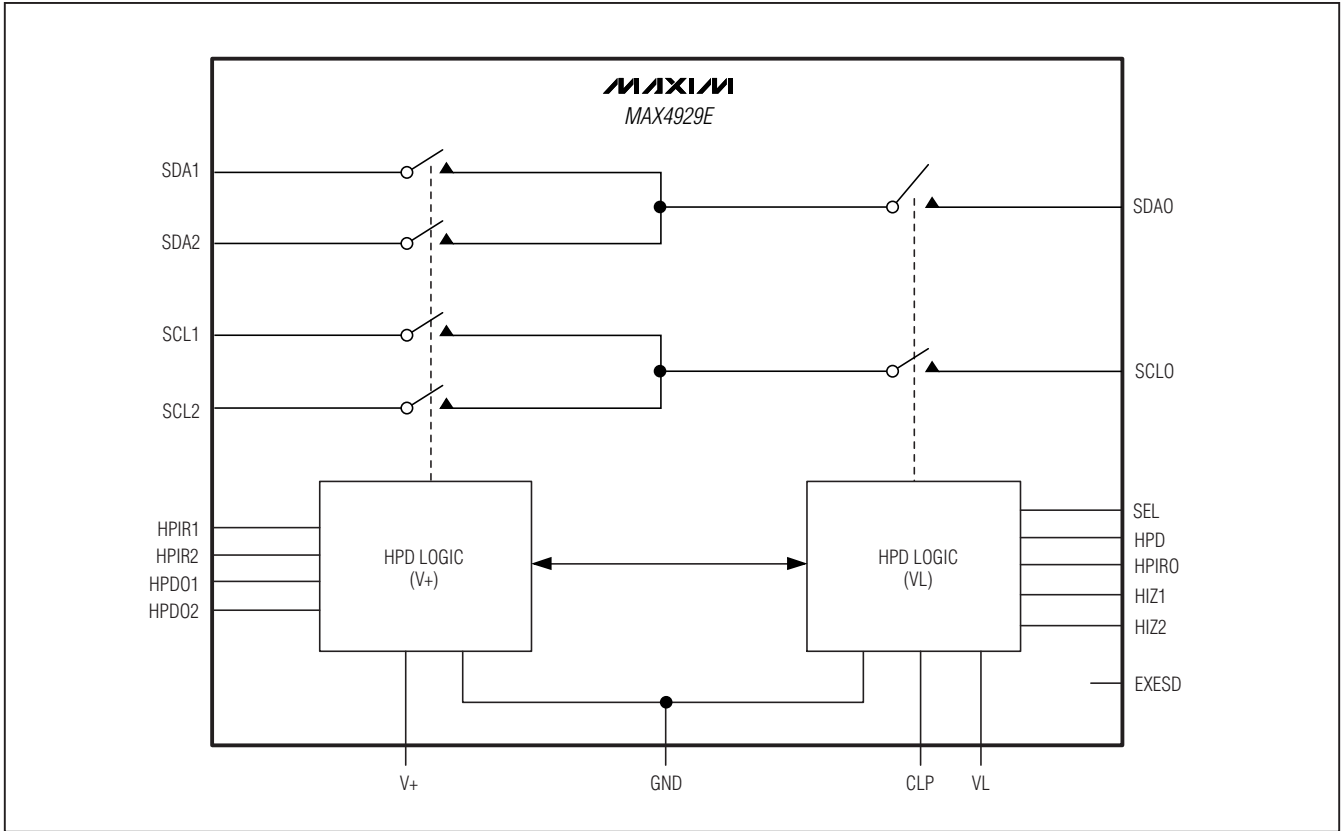 MAXIM
MAX4929E
SDA1
SDA2
SCL1
SCL2
SDA0
SCL0
HPIR1
HPIR2
HPDO1
HPDO2
HPD LOGIC
(V+)
HPD LOGIC
(VL)
SEL
HPD
HPIR0
HIZ1
HIZ2
EXESD
V+
GND
CLP
VL